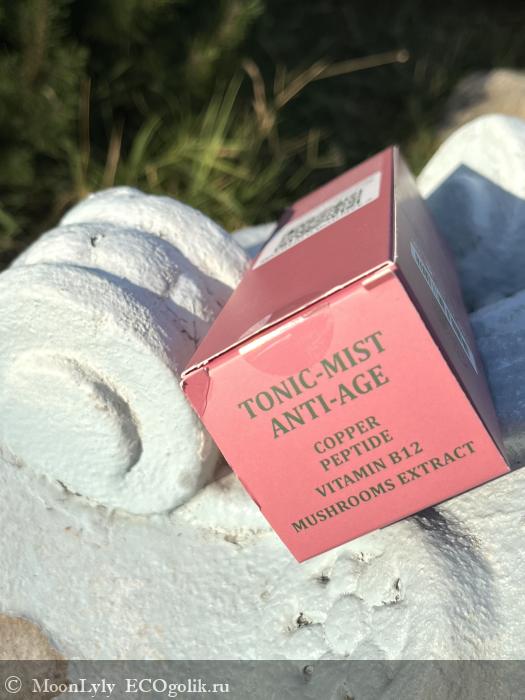 TONIC-MIST
ANTI-AGE
COPPER
PEPTIDE
VITAMIN B12
MUSHROOMS EXTRACT
© MoonLyly ECOgolik.ru